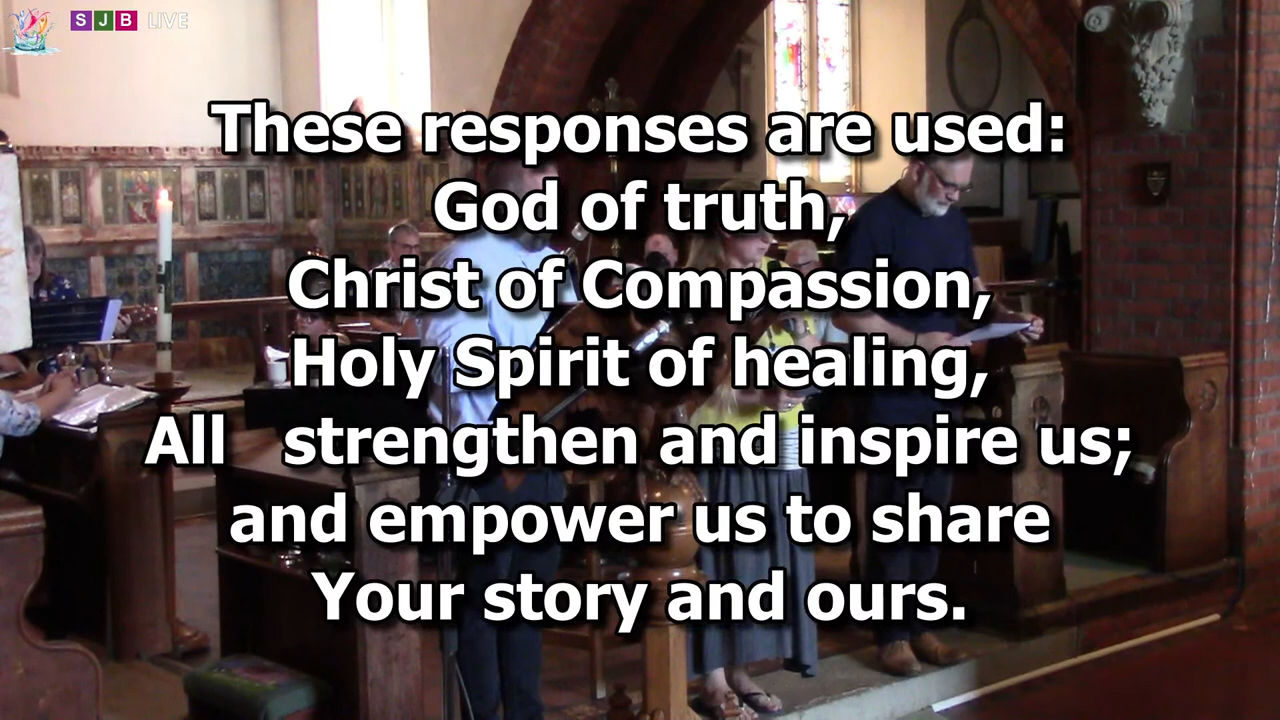 SJB LIVE
These responses are used:
God of truth,
Christ of Compassion,
Holy Spirit of healing,
All strengthen and inspire us;
and empower us to share
Your story and ours.